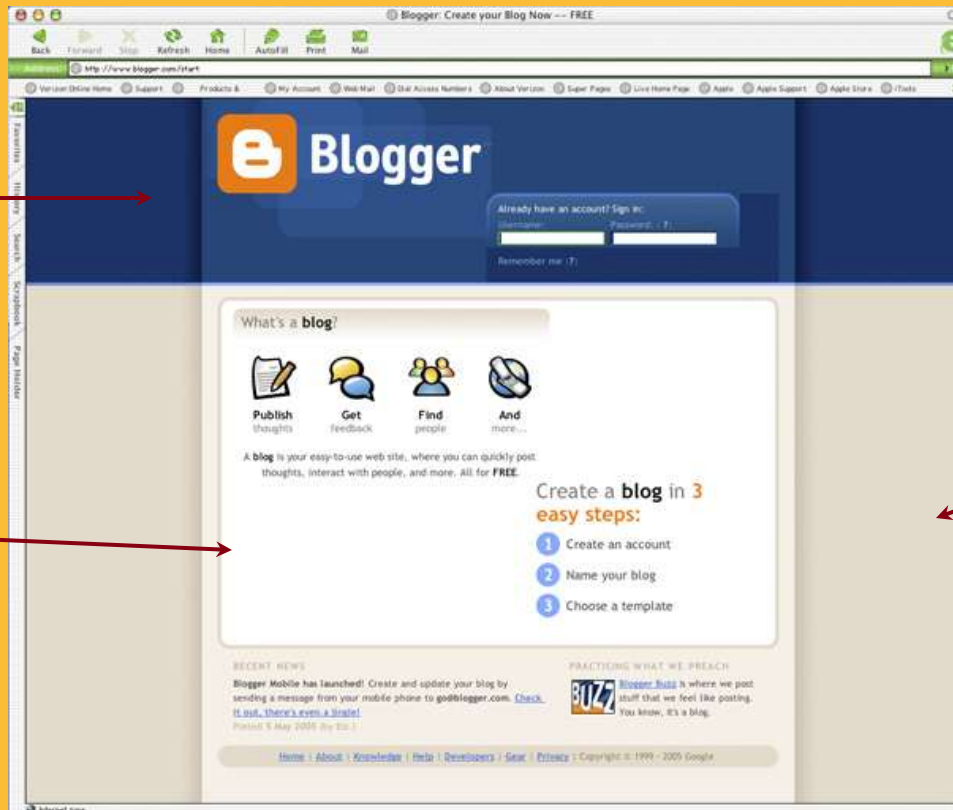 Blogger: Create your Blog Now -- FREE
Back Forward Stop Refresh Home AutoFill Print Mail
http://www.blogger.com/start
Verizon Online Home Support Products & My Account Web Mail Dial Access Numbers About Verizon Super Pages Live Home Page Apple Apple Support Apple Store iTools
Favorites
History
Search
Scrapbook
Page Holder
Blogger
Already have an account? Sign in:
Username: Password: (?)
Remember me (?)
What's a blog?
Publish Get Find And
thoughts feedback people more...
A blog is your easy-to-use web site, where you can quickly post
thoughts, interact with people, and more. All for FREE.
Create a blog in 3
easy steps:
1 Create an account
2 Name your blog
3 Choose a template
RECENT NEWS
Blogger Mobile has launched! Create and update your blog by
sending a message from your mobile phone to go@blogger.com. Check
it out, there's even a jingle!
Posted 5 May 2005 (by
PRACTICING WHAT WE PREACH
BUZZ
Blogger Buzz is where we post
stuff that we feel like posting.
You know, it's a blog.
Home | About | Knowledge | Help | Developers | Gear | Privacy | Copyright © 1999 - 2005 Google
Internet zone